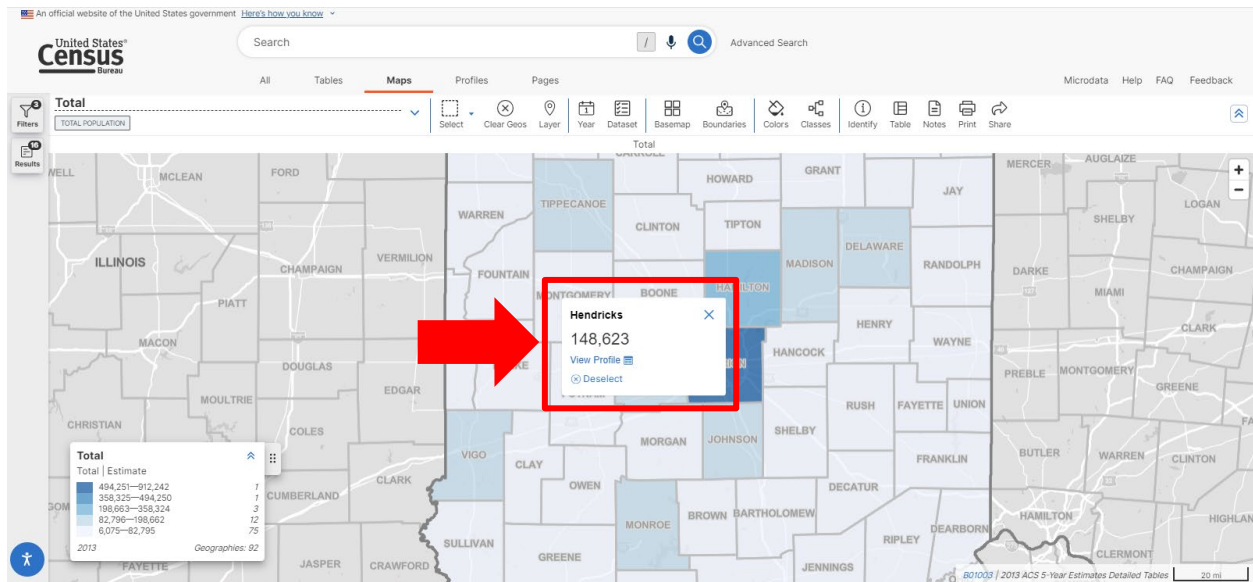 An official website of the United States government Here's how you know
United States®
Census
Bureau
Search
/
Advanced Search
All Tables Maps Profiles Pages
Microdata Help FAQ Feedback
3
Filters
Total
TOTAL POPULATION
Select Clear Geos Layer Year Dataset Basemap Boundaries Colors Classes Identify Table Notes Print Share
16
Results
Total
MCLEAN FORD
HOWARD GRANT
MERCER AUGLAIZE
JAY
LOGAN
WARREN TIPPECANOE
CLINTON TIPTON
SHELBY
DELAWARE
ILLINOIS
CHAMPAIGN VERMILION
FOUNTAIN
MADISON RANDOLPH
DARKE CHAMPAIGN
PIATT
MONTGOMERY BOONE HAMILTON
MIAMI
Hendricks
148,623
View Profile
Deselect
HENRY
WAYNE
CLARK
MACON
HANCOCK
DOUGLAS
PREBLE MONTGOMERY
GREENE
EDGAR
MOULTRIE
RUSH FAYETTE UNION
CHRISTIAN
COLES
SHELBY
MORGAN JOHNSON
BUTLER WARREN CLINTON
VIGO CLAY
FRANKLIN
Total
Total | Estimate
494,251—912,242 1
358,325—494,250 1
198,663—358,324 3
82,796—198,662 12
6,075—82,795 75
2013 Geographies: 92
CUMBERLAND CLARK
OWEN
DECATUR
MONROE BROWN BARTHOLOMEW
HAMILTON
HIGHLAN
DEARBORN
SULLIVAN
RIPLEY
GREENE
CLERMONT
FAYETTE
JASPER CRAWFORD
JENNINGS
B01003 | 2013 ACS 5-Year Estimates Detailed Tables
20 mi